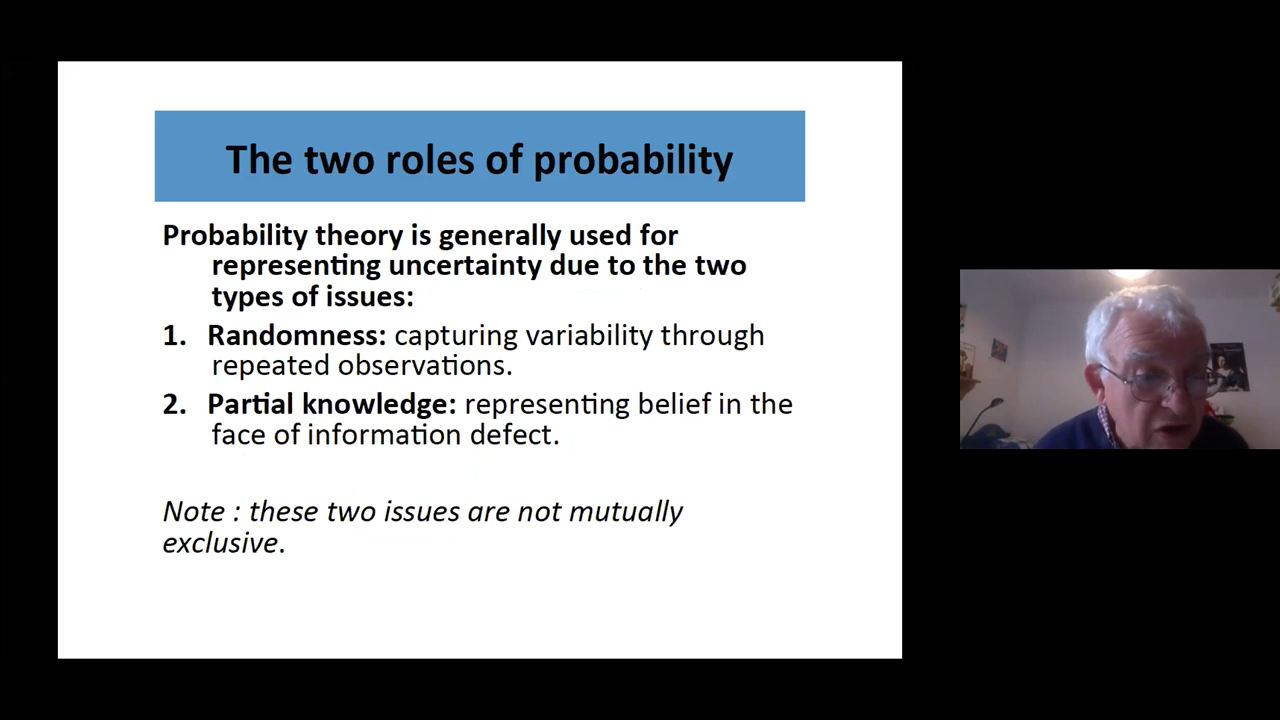 The two roles of probability
Probability theory is generally used for
representing uncertainty due to the two
types of issues:
1. Randomness: capturing variability through
repeated observations.
2. Partial knowledge: representing belief in the
face of information defect.
Note : these two issues are not mutually
exclusive.